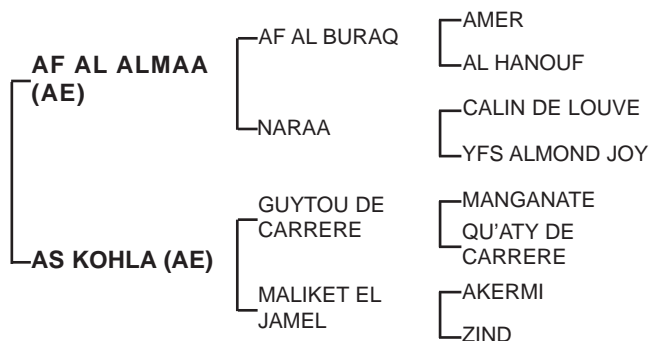 AF AL ALMAA
(AE)
AF AL BURAQ
AMER
AL HANOUF
NARAA
CALIN DE LOUVE
YFS ALMOND JOY
AS KOHLA (AE)
GUYTOU DE
CARRERE
MANGANATE
QU'ATY DE
CARRERE
MALIKET EL
JAMEL
AKERMI
ZIND